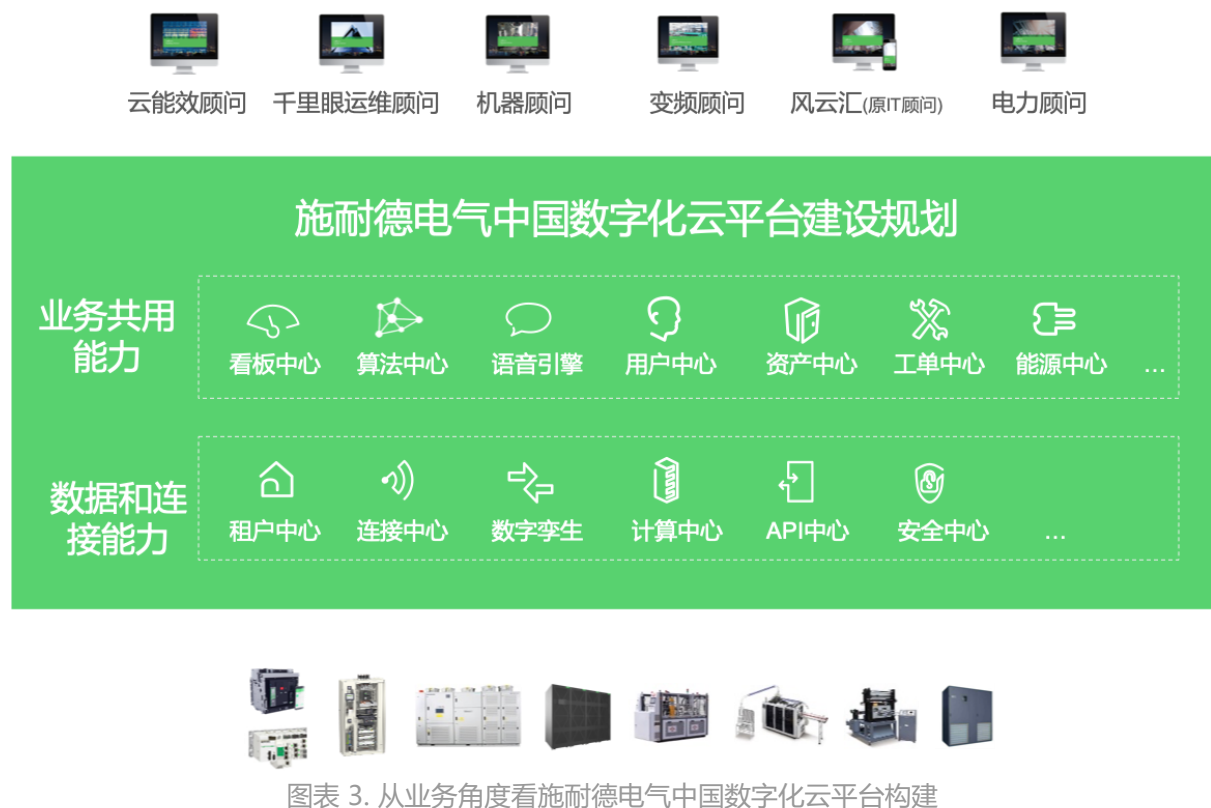 云能效顾问 千里眼运维顾问 机器顾问 变频顾问 风云汇(原IT顾问) 电力顾问
施耐德电气中国数字化云平台建设规划
业务共用
能力
看板中心 算法中心 语音引擎 用户中心 资产中心 工单中心 能源中心 ...
数据和连
接能力
租户中心 连接中心 数字孪生 计算中心 API中心 安全中心 ...
图表 3. 从业务角度看施耐德电气中国数字化云平台构建